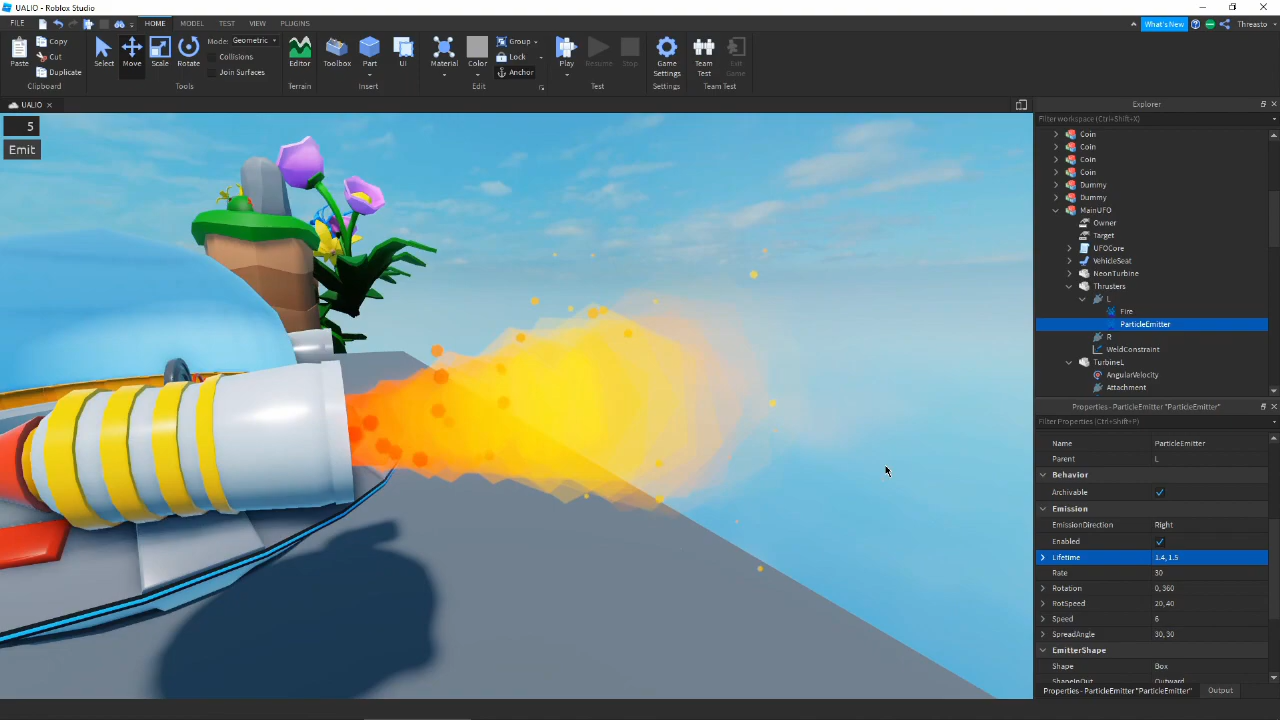 UALIO - Roblox Studio
FILE HOME MODEL TEST VIEW PLUGINS What's New Threasto
Paste Copy Cut Duplicate Clipboard
Select Move Scale Rotate Mode: Geometric Collisions Join Surfaces Tools
Editor Terrain
Toolbox Part UI Insert
Material Color Group Lock Anchor Edit
Play Resume Stop Test
Game Settings Settings
Team Test Exit Game Team Test
UALIO
5
Emit
Explorer
Filter workspace (Ctrl+Shift+X)
Coin
Coin
Coin
Coin
Dummy
Dummy
MainUFO
Owner
Target
UFOCore
VehicleSeat
NeonTurbine
Thrusters
L
Fire
ParticleEmitter
R
WeldConstraint
TurbineL
AngularVelocity
Attachment
Properties - ParticleEmitter "ParticleEmitter"
Filter Properties (Ctrl+Shift+P)
Name ParticleEmitter
Parent L
Behavior
Archivable
Emission
EmissionDirection Right
Enabled
Lifetime 1.4, 1.5
Rate 30
Rotation 0, 360
RotSpeed 20, 40
Speed 6
SpreadAngle 30, 30
EmitterShape
Shape Box
ShapeInOut Outward
Properties - ParticleEmitter "ParticleEmitter" Output